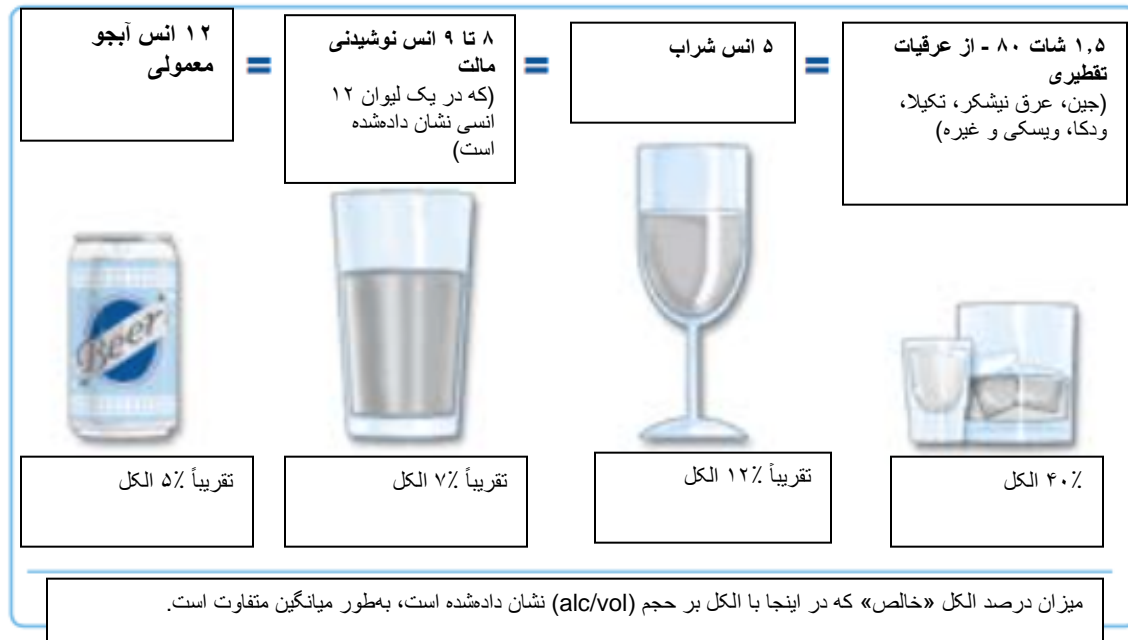 ۱۲ انس آبجو
معمولی
=
۸ تا ۹ انس نوشیدنی
مالت
(که در یک لیوان ۱۲
انسی نشان داده‌شده
است)
=
۵ انس شراب
=
۱,۵ شات ۸۰ - از عرقیات
تقطیری
(جین، عرق نیشکر، تکیلا،
ودکا، ویسکی و غیره)
Beer
تقریباً ۵٪ الکل
تقریباً ۷٪ الکل
تقریباً ۱۲٪ الکل
۴۰٪ الکل
میزان درصد الکل «خالص» که در اینجا با الکل بر حجم (alc/vol) نشان داده‌شده است، به‌طور میانگین متفاوت است.